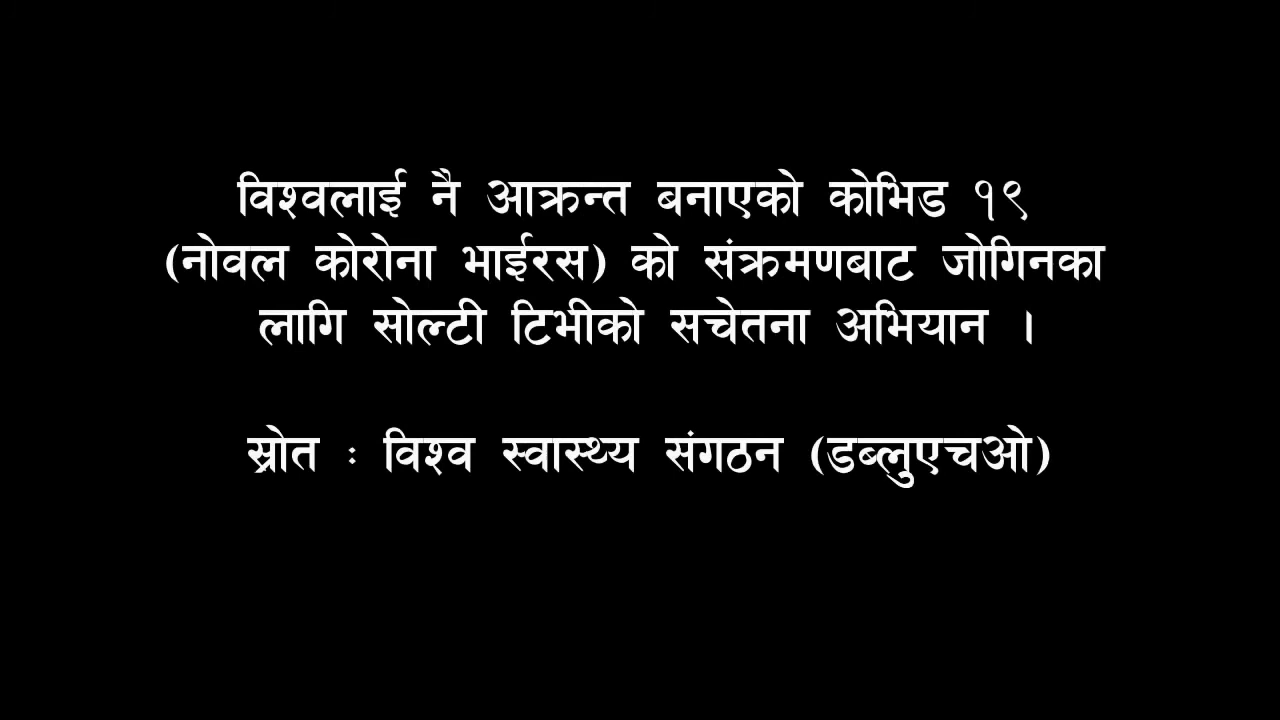 विश्वलाई नै आक्रन्त बनाएको कोभिड १९
(नोवल कोरोना भाईरस) को संक्रमणबाट जोगिनका
लागि सोल्टी टिभीको सचेतना अभियान ।
स्रोत : विश्व स्वास्थ्य संगठन (डब्लुएचओ)